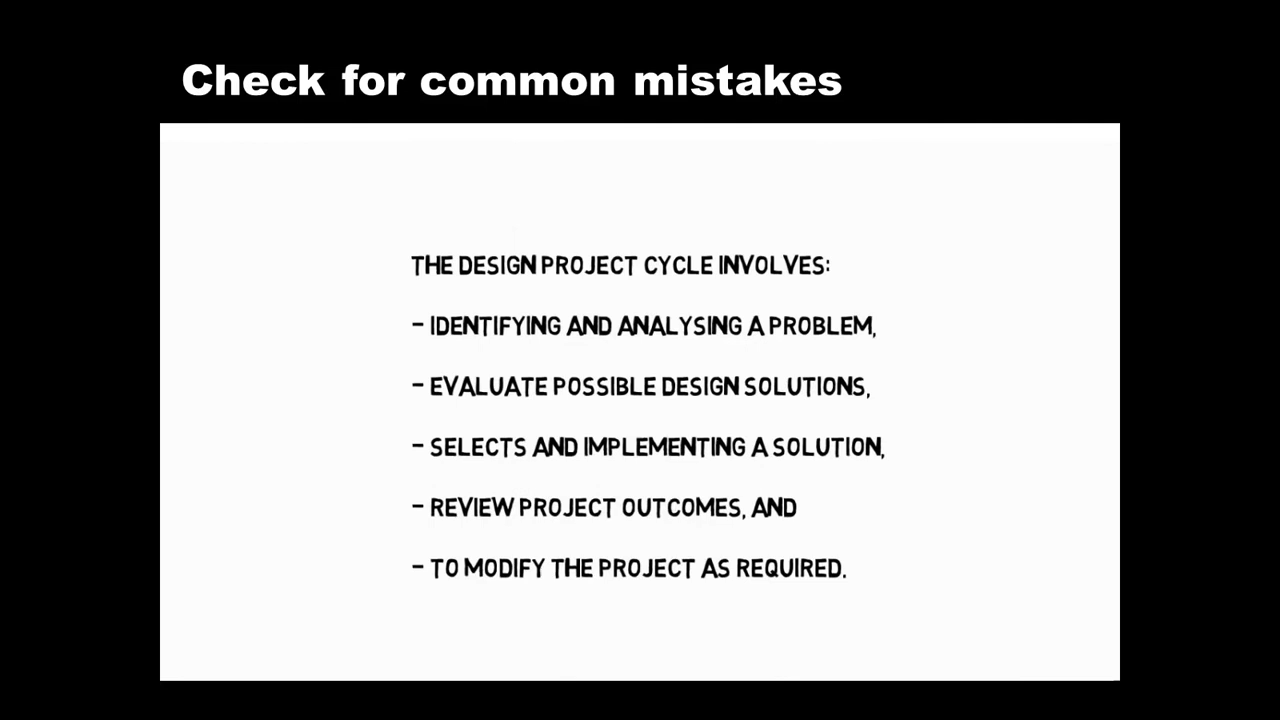 Check for common mistakes
THE DESIGN PROJECT CYCLE INVOLVES:
- IDENTIFYING AND ANALYSING A PROBLEM,
- EVALUATE POSSIBLE DESIGN SOLUTIONS,
- SELECTS AND IMPLEMENTING A SOLUTION,
- REVIEW PROJECT OUTCOMES, AND
- TO MODIFY THE PROJECT AS REQUIRED.